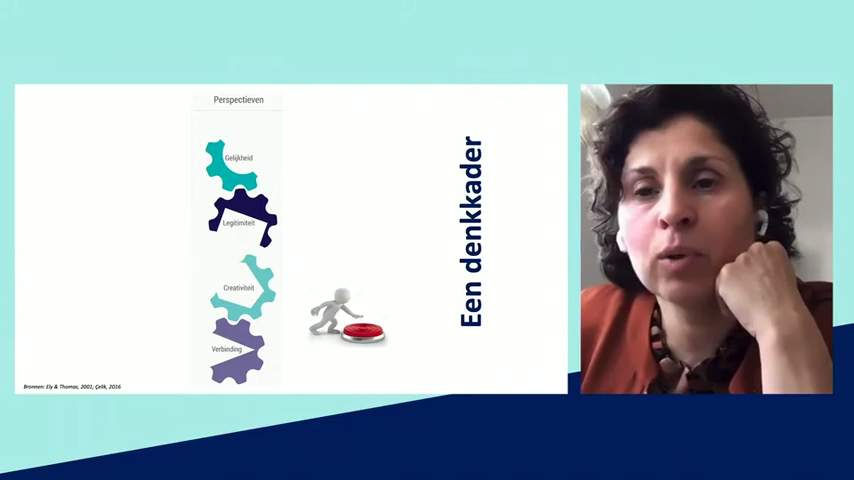 Perspectieven
Gelijkheid
Legitimiteit
Creativiteit
Verbinding
Een denkkader
Bronnen: Ely & Thomas, 2001; Çelik, 2016